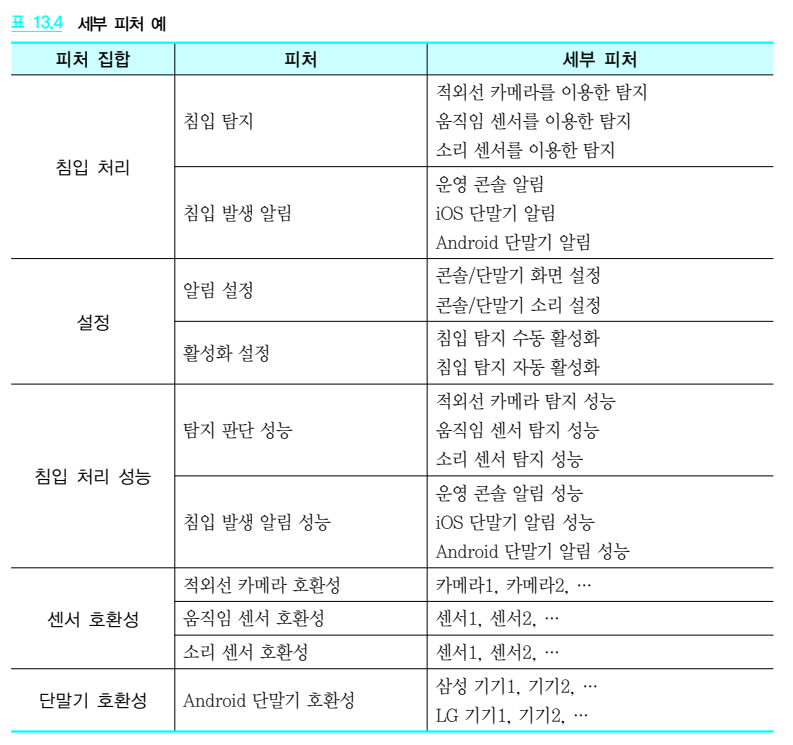 표 13.4 세부 피처 예
피처 집합 피처 세부 피처
침입 처리
침입 탐지
적외선 카메라를 이용한 탐지
움직임 센서를 이용한 탐지
소리 센서를 이용한 탐지
침입 발생 알림
운영 콘솔 알림
iOS 단말기 알림
Android 단말기 알림
설정
알림 설정
콘솔/단말기 화면 설정
콘솔/단말기 소리 설정
활성화 설정
침입 탐지 수동 활성화
침입 탐지 자동 활성화
침입 처리 성능
탐지 판단 성능
적외선 카메라 탐지 성능
움직임 센서 탐지 성능
소리 센서 탐지 성능
침입 발생 알림 성능
운영 콘솔 알림 성능
iOS 단말기 알림 성능
Android 단말기 알림 성능
센서 호환성
적외선 카메라 호환성 카메라1, 카메라2, …
움직임 센서 호환성 센서1, 센서2, …
소리 센서 호환성 센서1, 센서2, …
단말기 호환성
Android 단말기 호환성
삼성 기기1, 기기2, …
LG 기기1, 기기2, …